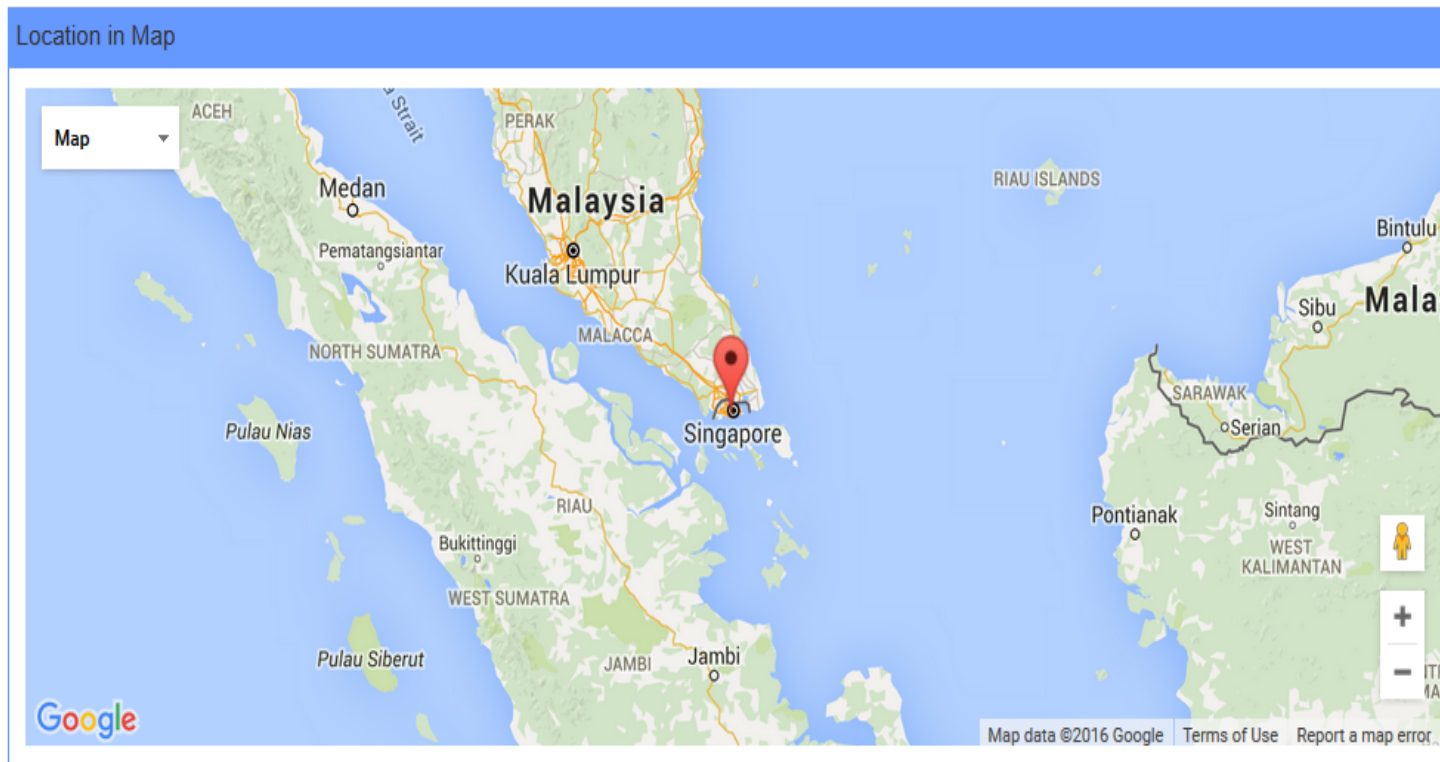 Location in Map
Map
ACEH
Strait
PERAK
Medan
Malaysia
RIAU ISLANDS
Pematangsiantar
Bintulu
Kuala Lumpur
Sibu
Mala
MALACCA
NORTH SUMATRA
SARAWAK
Serian
Pulau Nias
Singapore
RIAU
Pontianak
Sintang
Bukittinggi
WEST
KALIMANTAN
WEST SUMATRA
+
Pulau Siberut
JAMBI
Jambi
−
Google
Map data ©2016 Google
Terms of Use
Report a map error